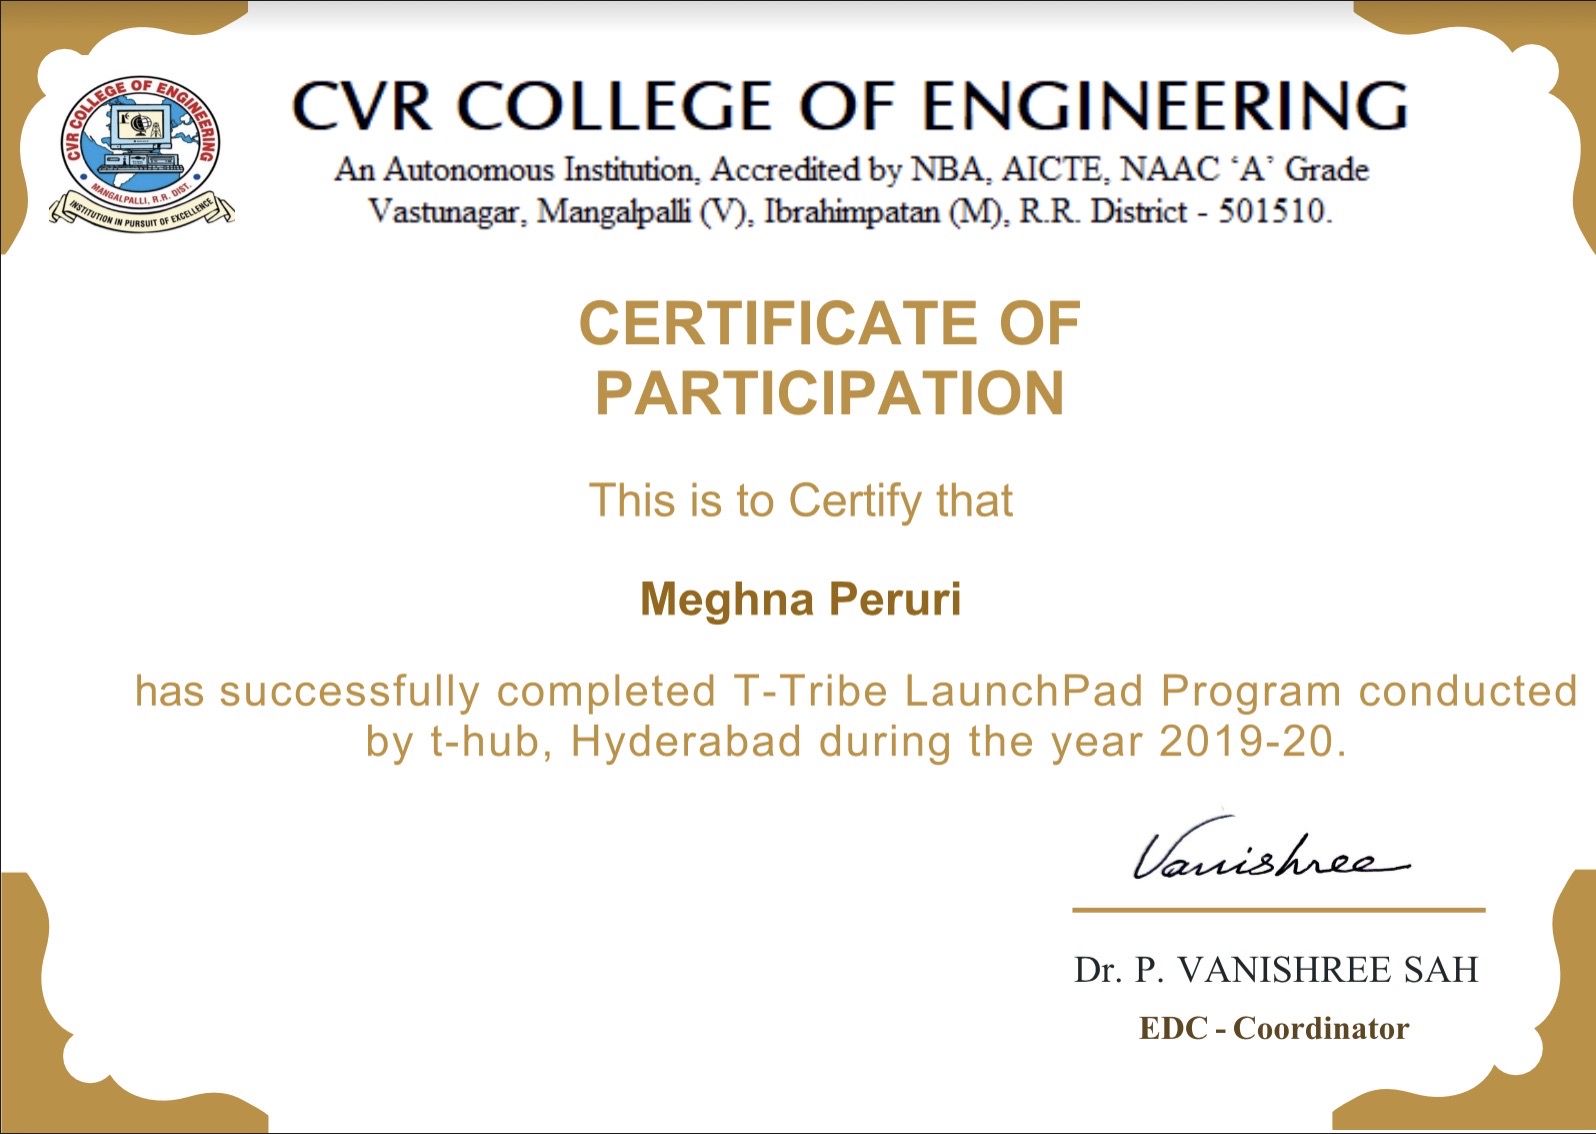 CVR COLLEGE OF ENGINEERING
MANGALPALLI, R.R. DIST.
INSTITUTION IN PURSUIT OF EXCELLENCE
CVR COLLEGE OF ENGINEERING
An Autonomous Institution, Accredited by NBA, AICTE, NAAC ‘A’ Grade
Vastunagar, Mangalpalli (V), Ibrahimpatan (M), R.R. District - 501510.
CERTIFICATE OF
PARTICIPATION
This is to Certify that
Meghna Peruri
has successfully completed T-Tribe LaunchPad Program conducted
by t-hub, Hyderabad during the year 2019-20.
Vanishree
Dr. P. VANISHREE SAH
EDC - Coordinator